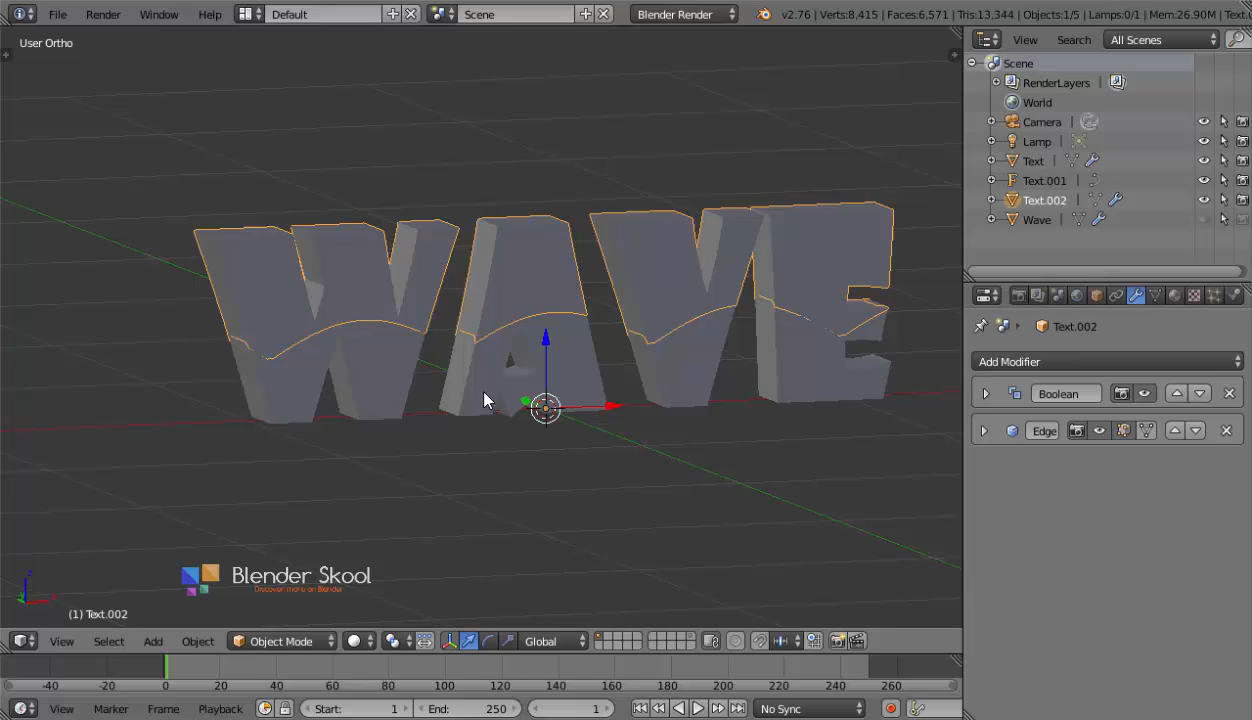 File Render Window Help Default Scene Blender Render v2.76 | Verts:8,415 | Faces:6,571 | Tris:13,344 | Objects:1/5 | Lamps:0/1 | Mem:26.90M | Text.
User Ortho
View Search All Scenes
Scene
RenderLayers
World
Camera
Lamp
Text
Text.001
Text.002
Wave
WAVE
Text.002
Add Modifier
Boolean
Edge
Blender Skool
Discover more on Blender
(1) Text.002
View Select Add Object Object Mode Global
-40 -20 0 20 40 60 80 100 120 140 160 180 200 220 240 260
View Marker Frame Playback Start: 1 End: 250 1 No Sync